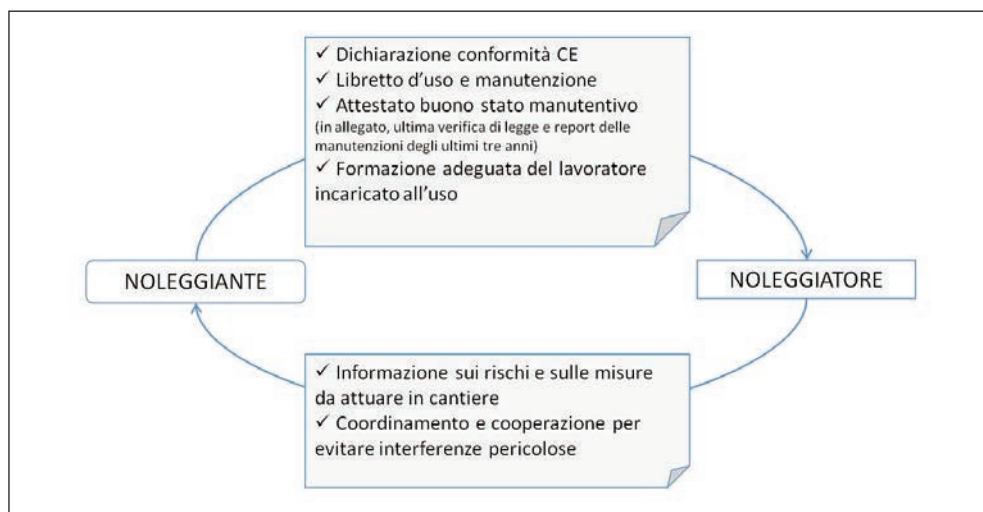 ✓ Dichiarazione conformità CE
✓ Libretto d'uso e manutenzione
✓ Attestato buono stato manutentivo
(in allegato, ultima verifica di legge e report delle
manutenzioni degli ultimi tre anni)
✓ Formazione adeguata del lavoratore
incaricato all'uso
NOLEGGIANTE
NOLEGGIATORE
✓ Informazione sui rischi e sulle misure
da attuare in cantiere
✓ Coordinamento e cooperazione per
evitare interferenze pericolose